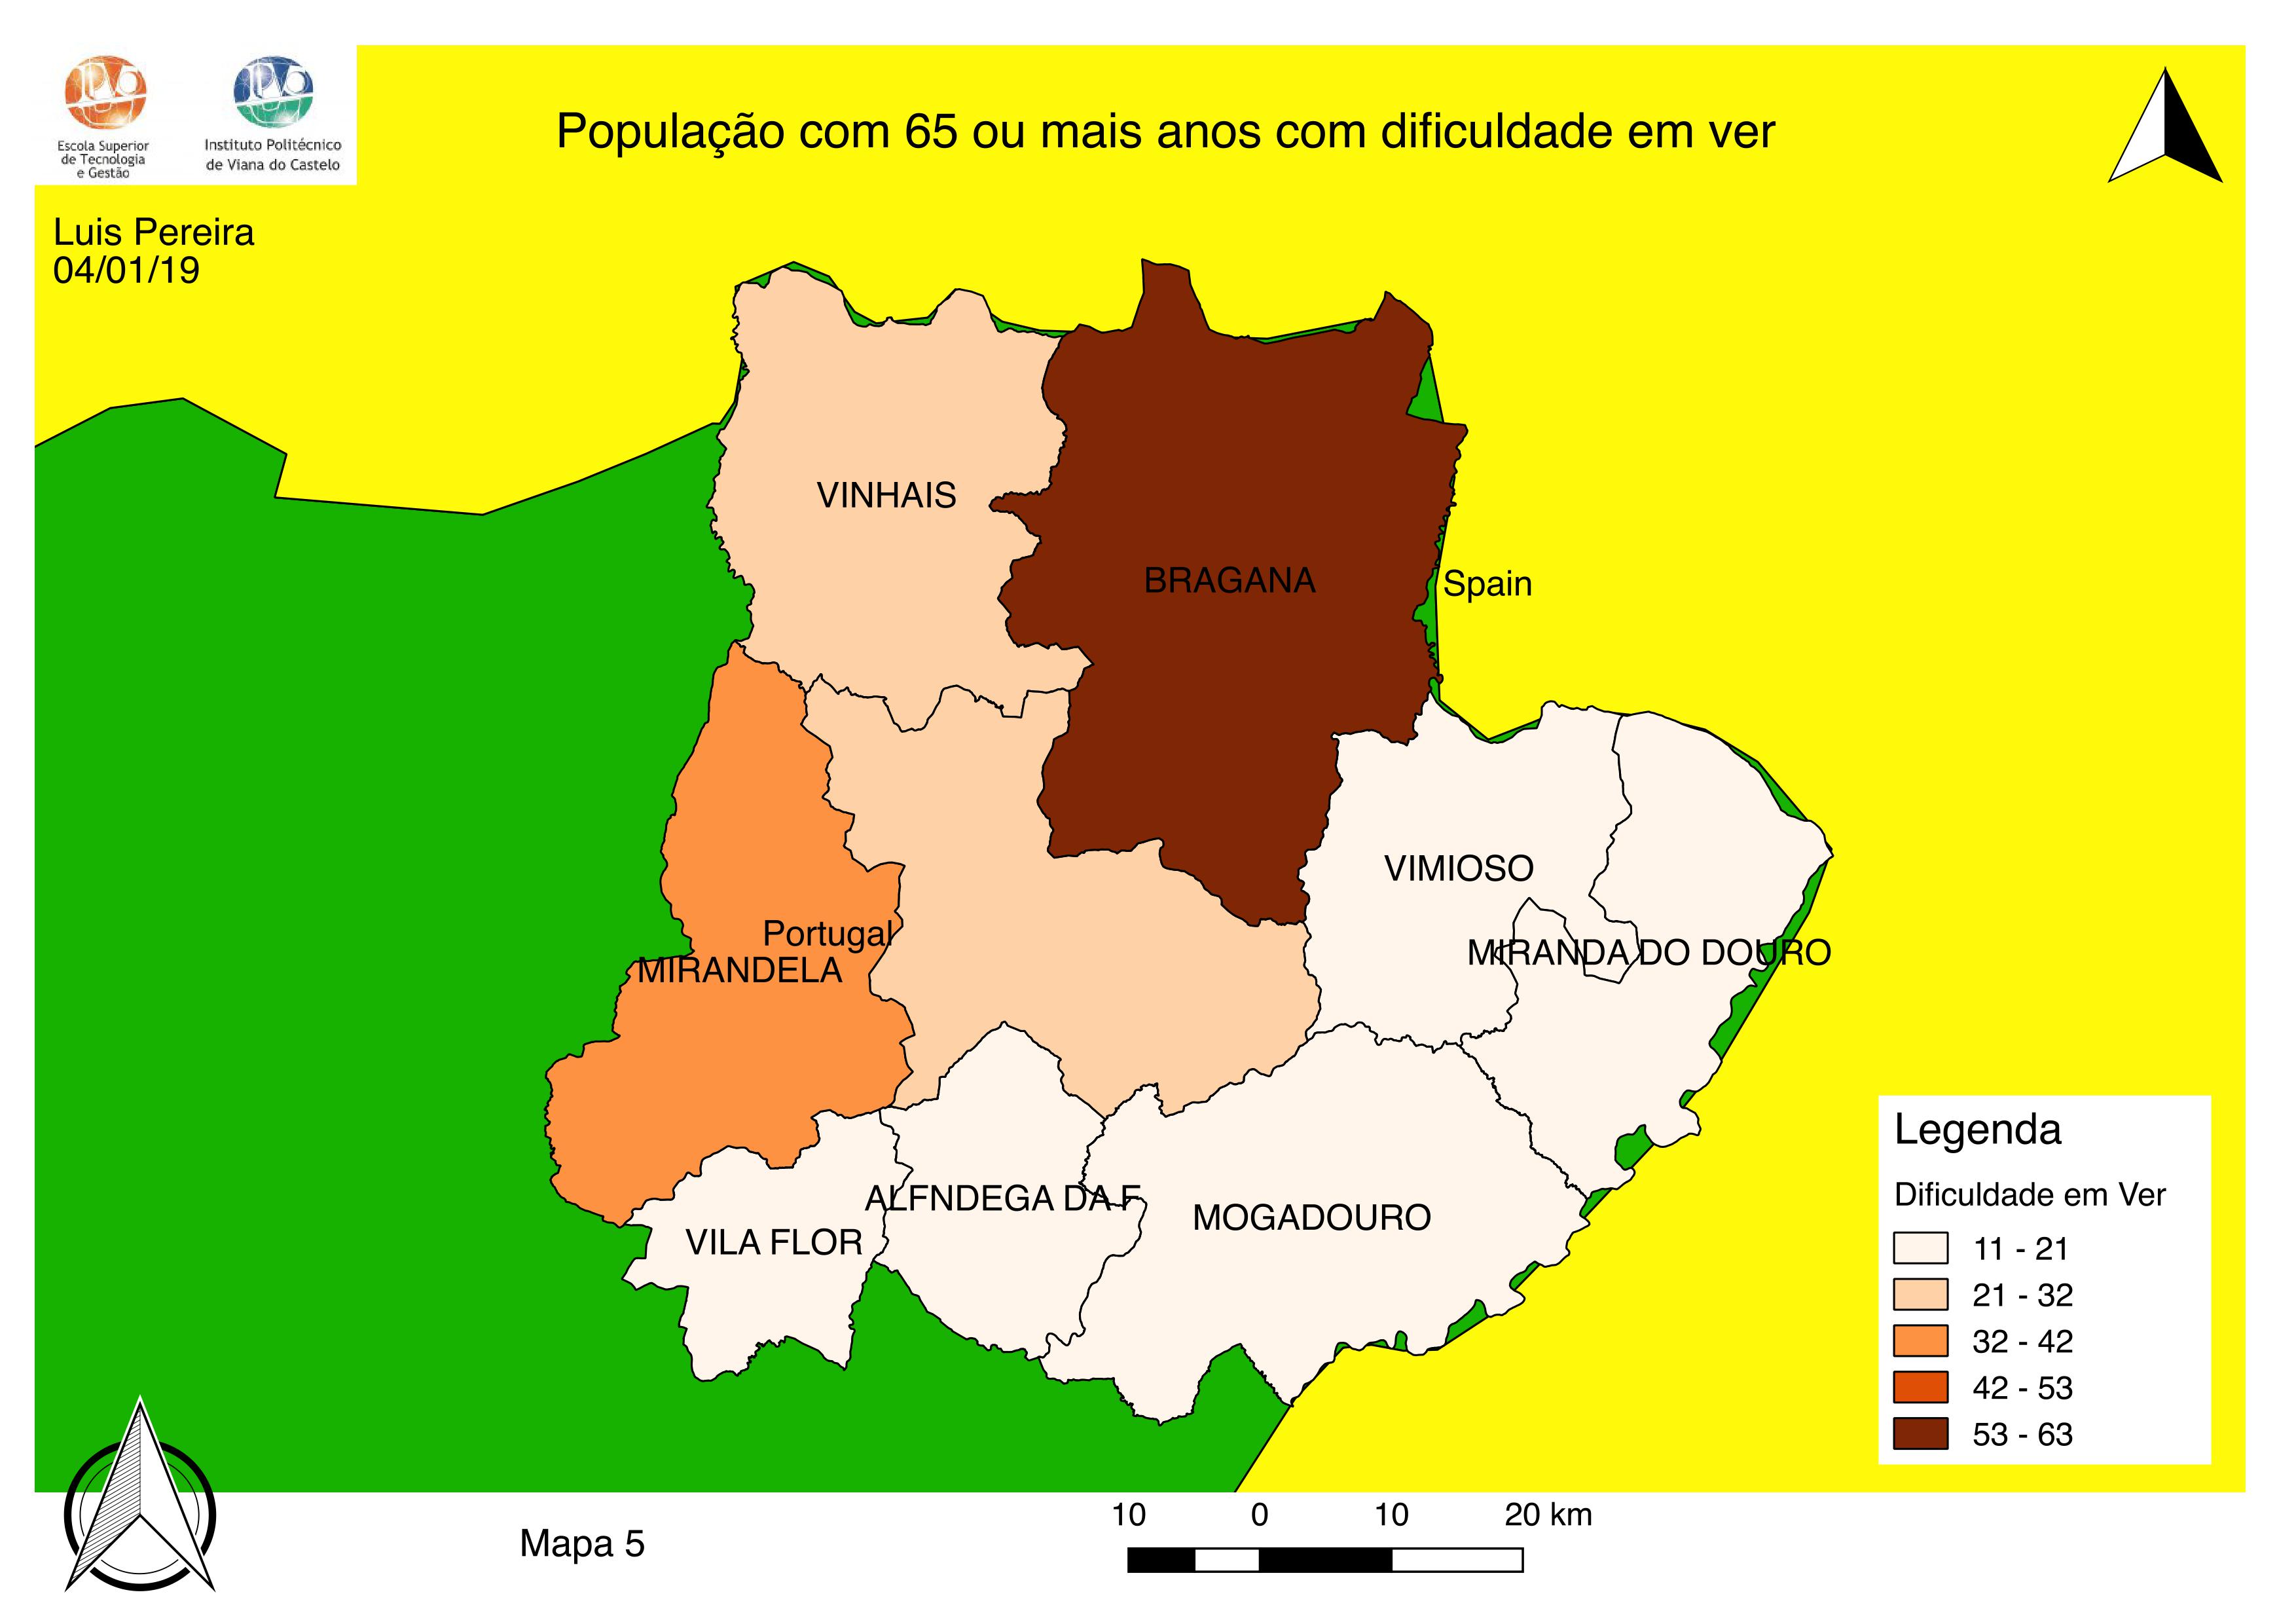 Escola Superior
de Tecnologia
e Gestão
Instituto Politécnico
de Viana do Castelo
População com 65 ou mais anos com dificuldade em ver
Luis Pereira
04/01/19
VINHAIS
BRAGANA
Spain
VIMIOSO
Portugal
MIRANDELA
MIRANDA DO DOURO
ALFNDEGA DA F
MOGADOURO
VILA FLOR
Legenda
Dificuldade em Ver
11 - 21
21 - 32
32 - 42
42 - 53
53 - 63
10 0 10 20 km
Mapa 5